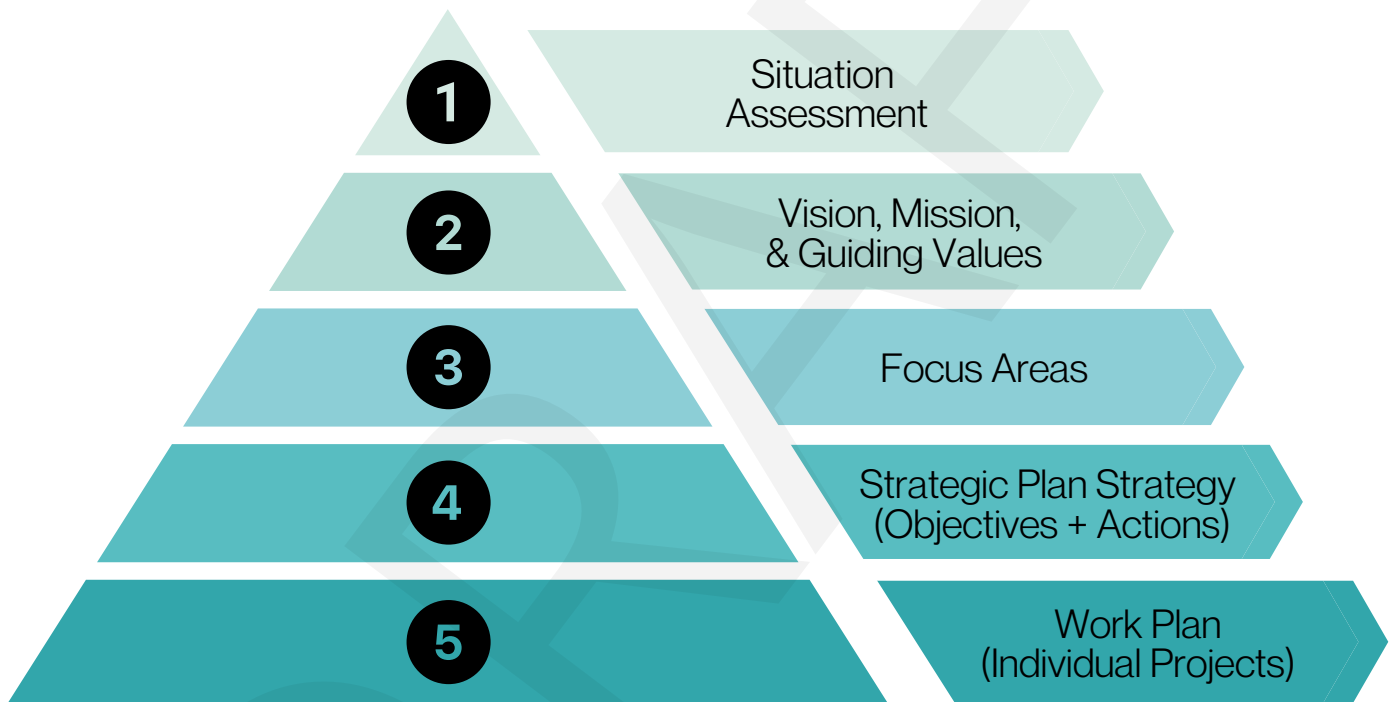 1
Situation
Assessment
2
Vision, Mission,
& Guiding Values
3
Focus Areas
4
Strategic Plan Strategy
(Objectives + Actions)
5
Work Plan
(Individual Projects)